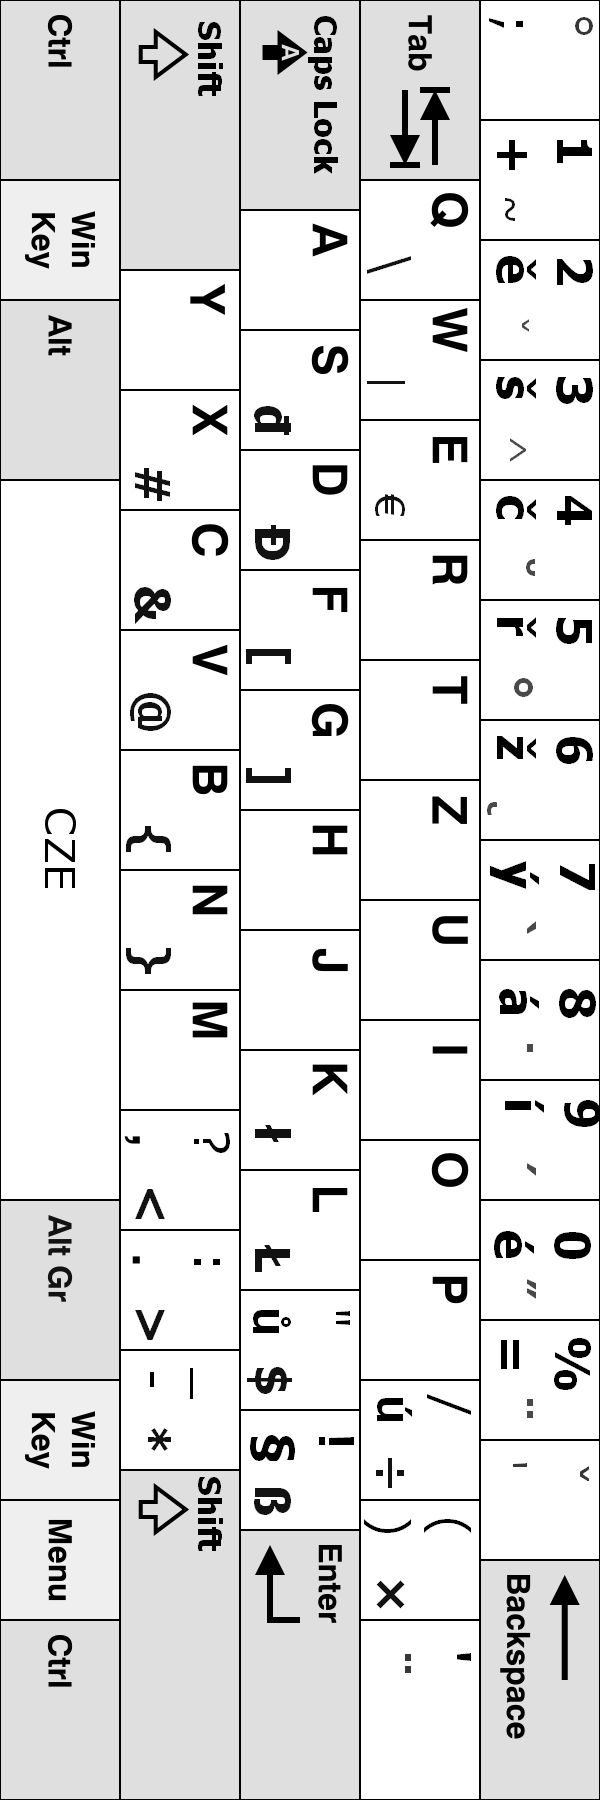 ° 1 2 3 4 5 6 7 8 9 0 % ˇ Backspace
; + ~ ě ˇ š ^ č ˘ ř ° ž ˛ ý ` á ˙ í ´ é ˝ = ¨ '
Tab Q \ W | E € R T Z U I O P / ú ÷ ( ) × ' ¨
Caps Lock A S đ D Đ F [ G ] H J K ł L Ł " ů $ ! § ß Enter
A
Shift Y X # C & V @ B { N } M ? , < : . > _ - * Shift
Ctrl Win Key Alt CZE Alt Gr Win Key Menu Ctrl